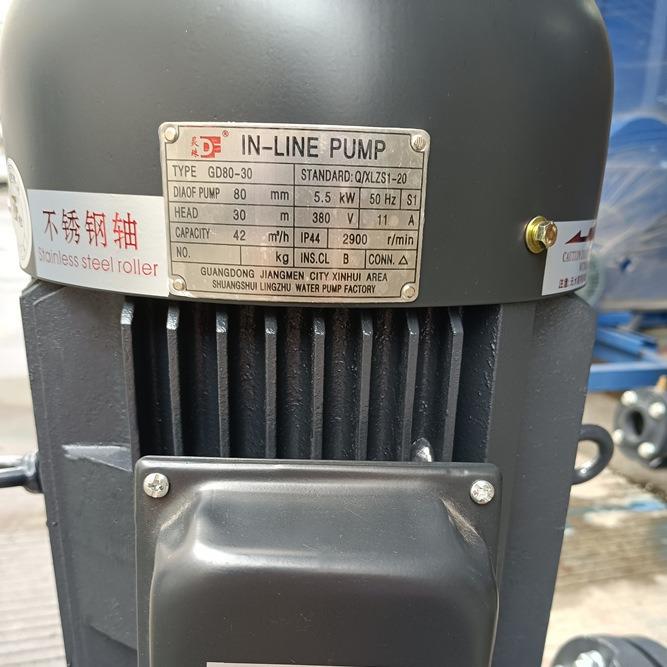 灵珠 D ® IN-LINE PUMP
TYPE GD80-30 STANDARD:Q/XLZS1-20
DIAOF PUMP 80 mm 5.5 kW 50 Hz S1
HEAD 30 m 380 V 11 A
CAPACITY 42 m³/h IP44 2900 r/min
NO. kg INS.CL B CONN. △
GUANGDONG JIANGMEN CITY XINHUI AREA
SHUANGSHUI LINGZHU WATER PUMP FACTORY
不锈钢轴
Stainless steel roller